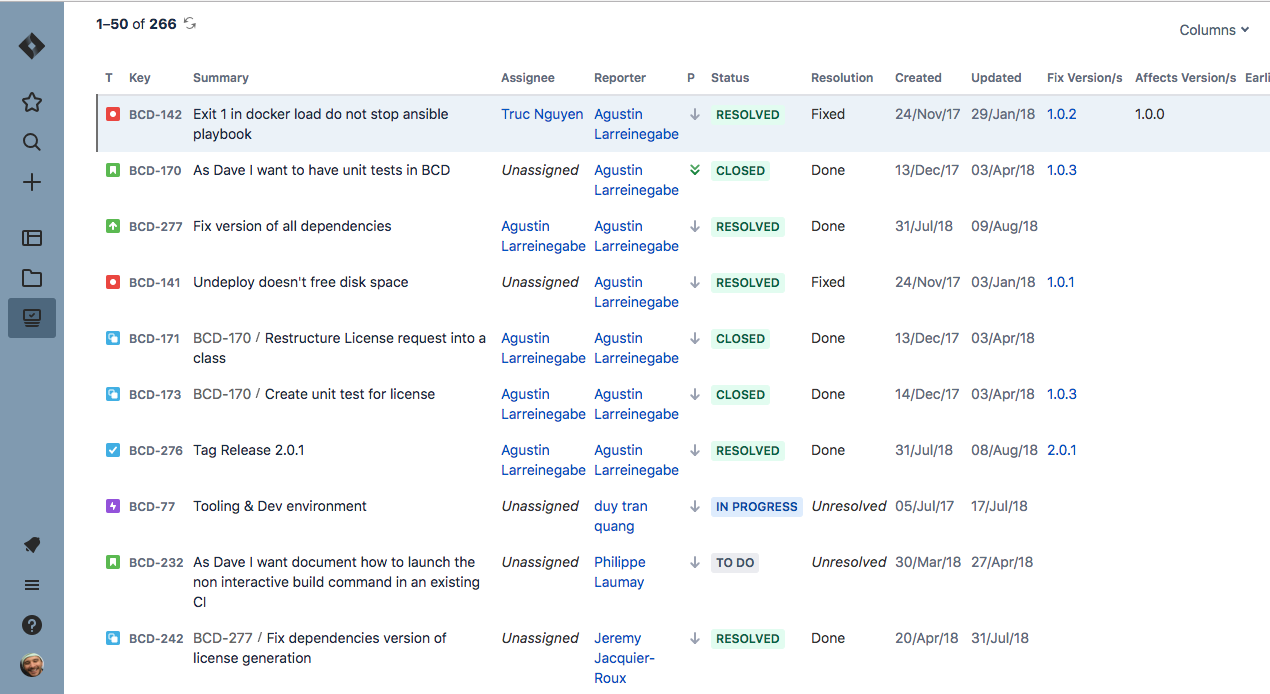 1–50 of 266
Columns
T Key Summary Assignee Reporter P Status Resolution Created Updated Fix Version/s Affects Version/s Earli
BCD-142 Exit 1 in docker load do not stop ansible Truc Nguyen Agustin RESOLVED Fixed 24/Nov/17 29/Jan/18 1.0.2 1.0.0
playbook Larreinegabe
BCD-170 As Dave I want to have unit tests in BCD Unassigned Agustin CLOSED Done 13/Dec/17 03/Apr/18 1.0.3
Larreinegabe
BCD-277 Fix version of all dependencies Agustin Agustin RESOLVED Done 31/Jul/18 09/Aug/18
Larreinegabe Larreinegabe
BCD-141 Undeploy doesn't free disk space Unassigned Agustin RESOLVED Fixed 24/Nov/17 03/Jan/18 1.0.1
Larreinegabe
BCD-171 BCD-170 / Restructure License request into a Agustin Agustin CLOSED Done 13/Dec/17 03/Apr/18
class Larreinegabe Larreinegabe
BCD-173 BCD-170 / Create unit test for license Agustin Agustin CLOSED Done 14/Dec/17 03/Apr/18 1.0.3
Larreinegabe Larreinegabe
BCD-276 Tag Release 2.0.1 Agustin Agustin RESOLVED Done 31/Jul/18 08/Aug/18 2.0.1
Larreinegabe Larreinegabe
BCD-77 Tooling & Dev environment Unassigned duy tran IN PROGRESS Unresolved 05/Jul/17 17/Jul/18
quang
BCD-232 As Dave I want document how to launch the Unassigned Philippe TO DO Unresolved 30/Mar/18 27/Apr/18
non interactive build command in an existing Laumay
CI
BCD-242 BCD-277 / Fix dependencies version of Unassigned Jeremy RESOLVED Done 20/Apr/18 31/Jul/18
license generation Jacquier-
Roux